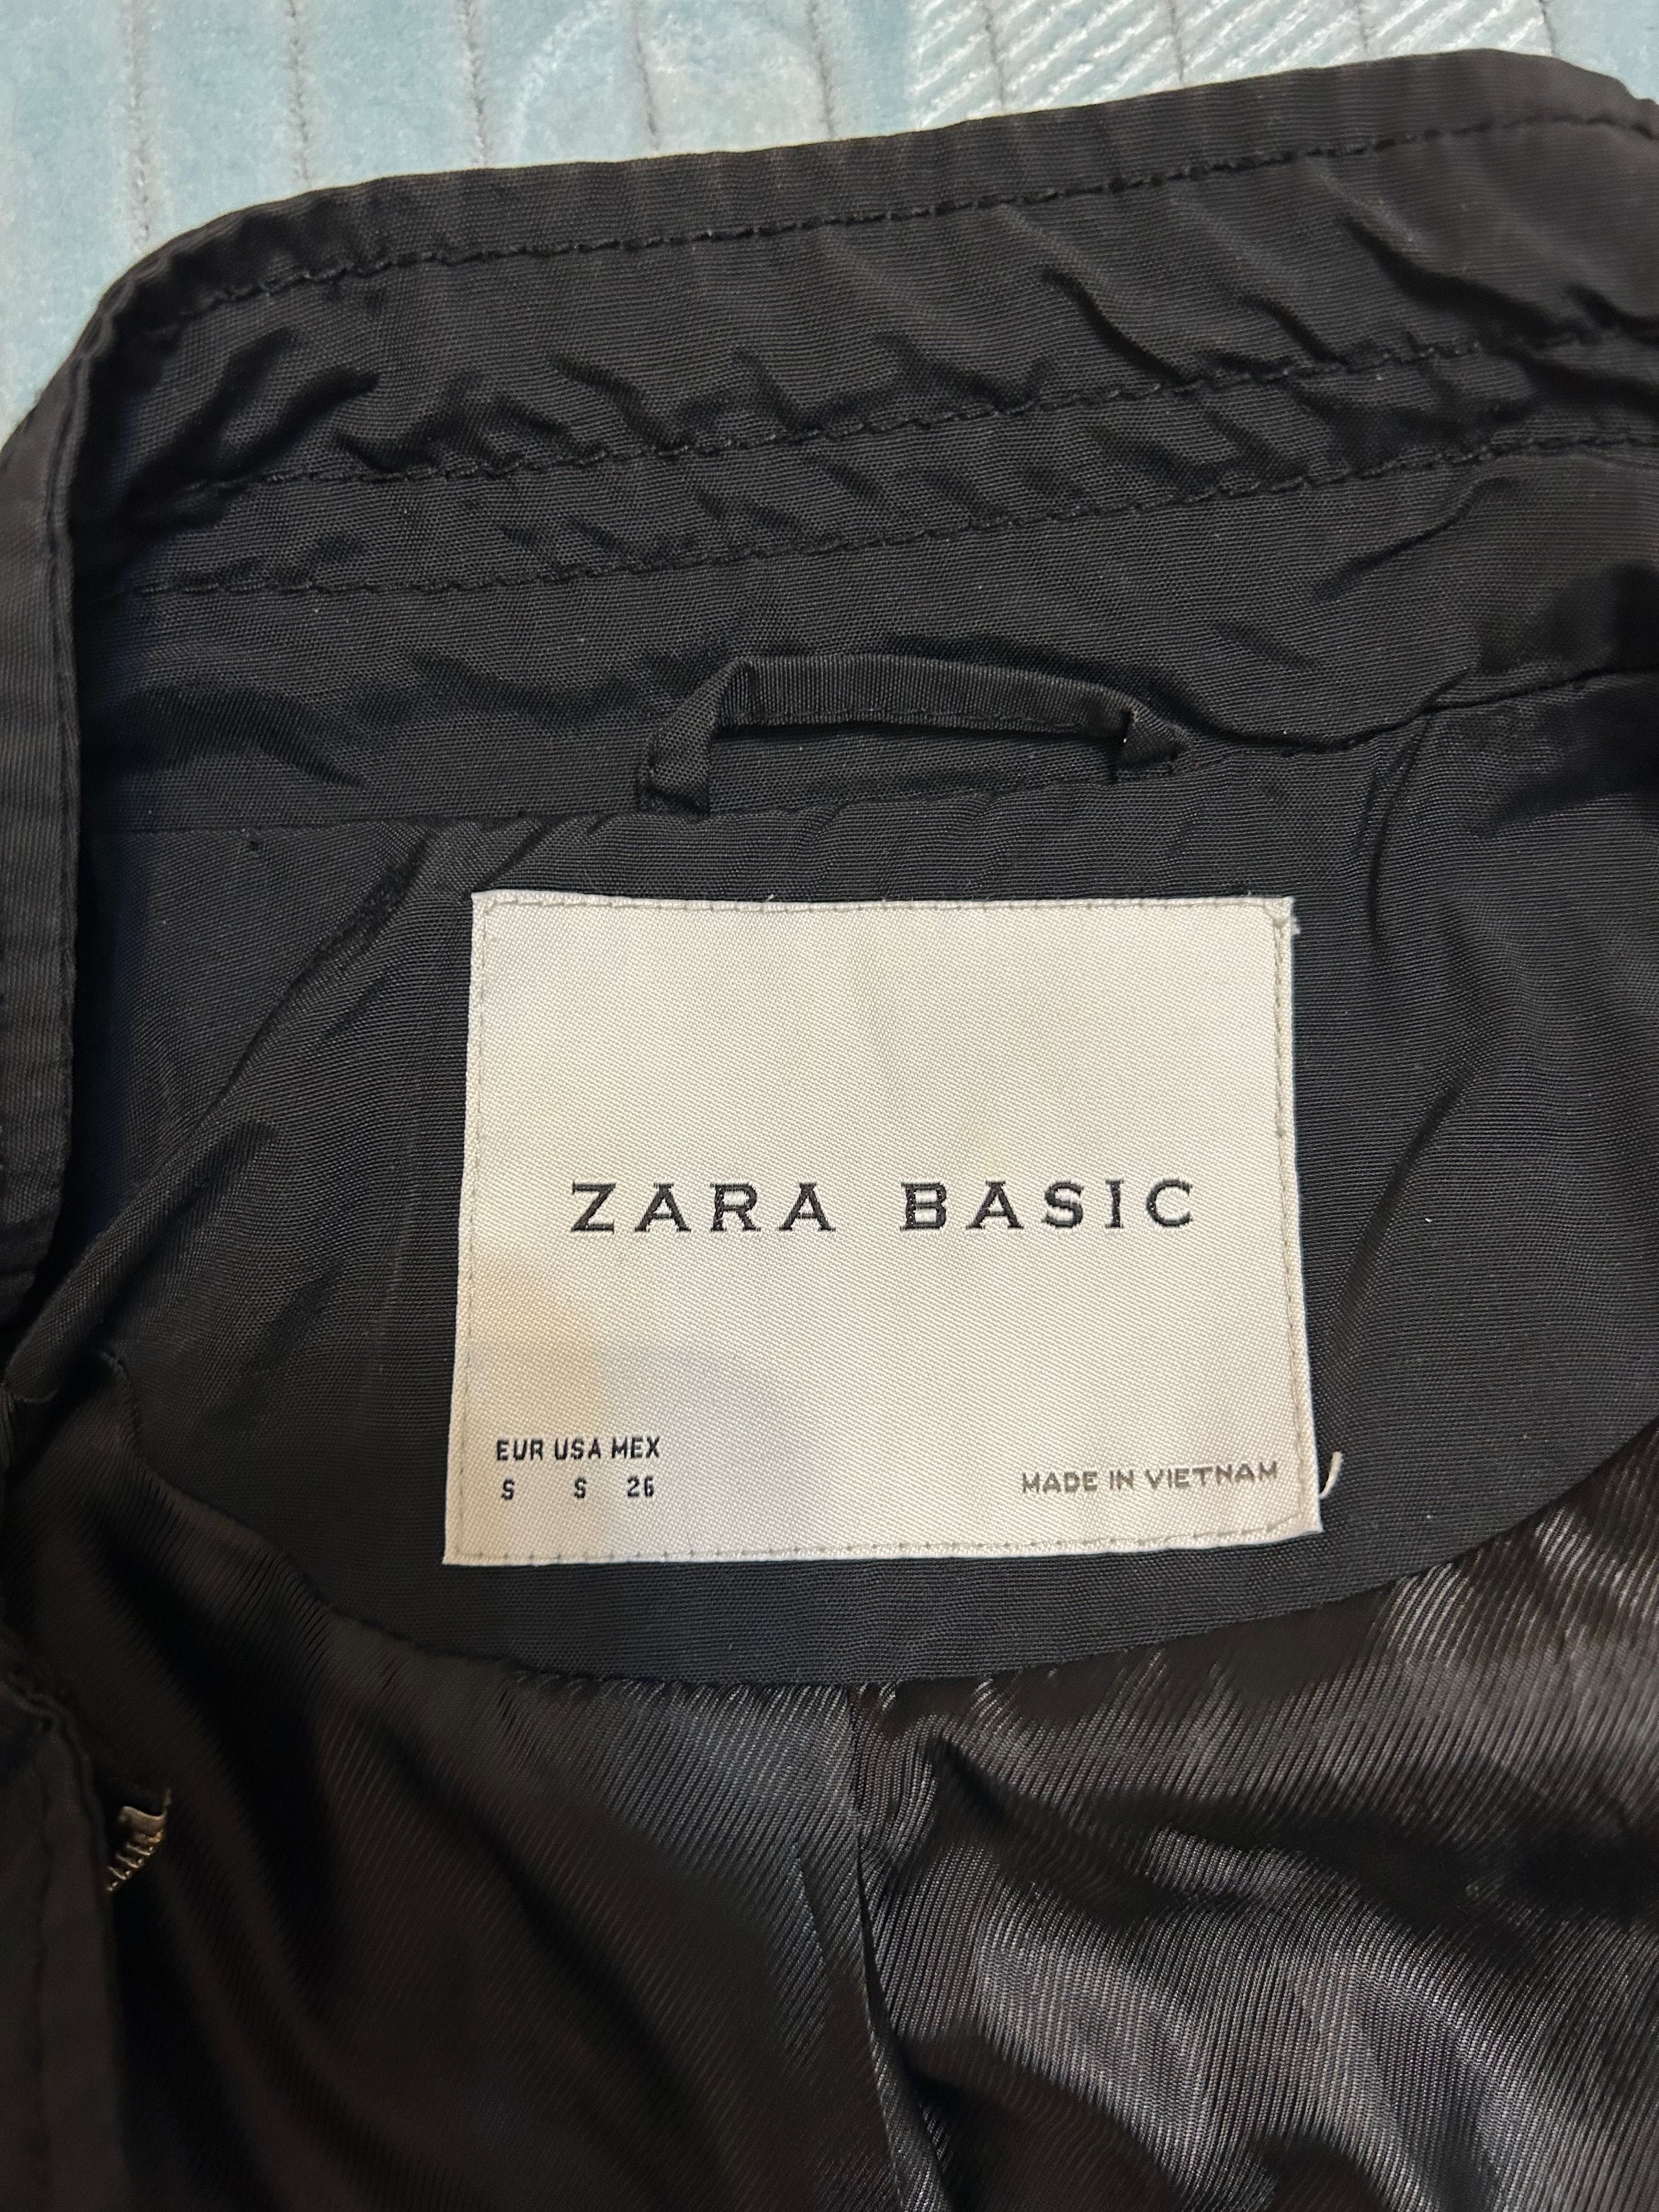 ZARA BASIC
EUR USA MEX
S S 26
MADE IN VIETNAM